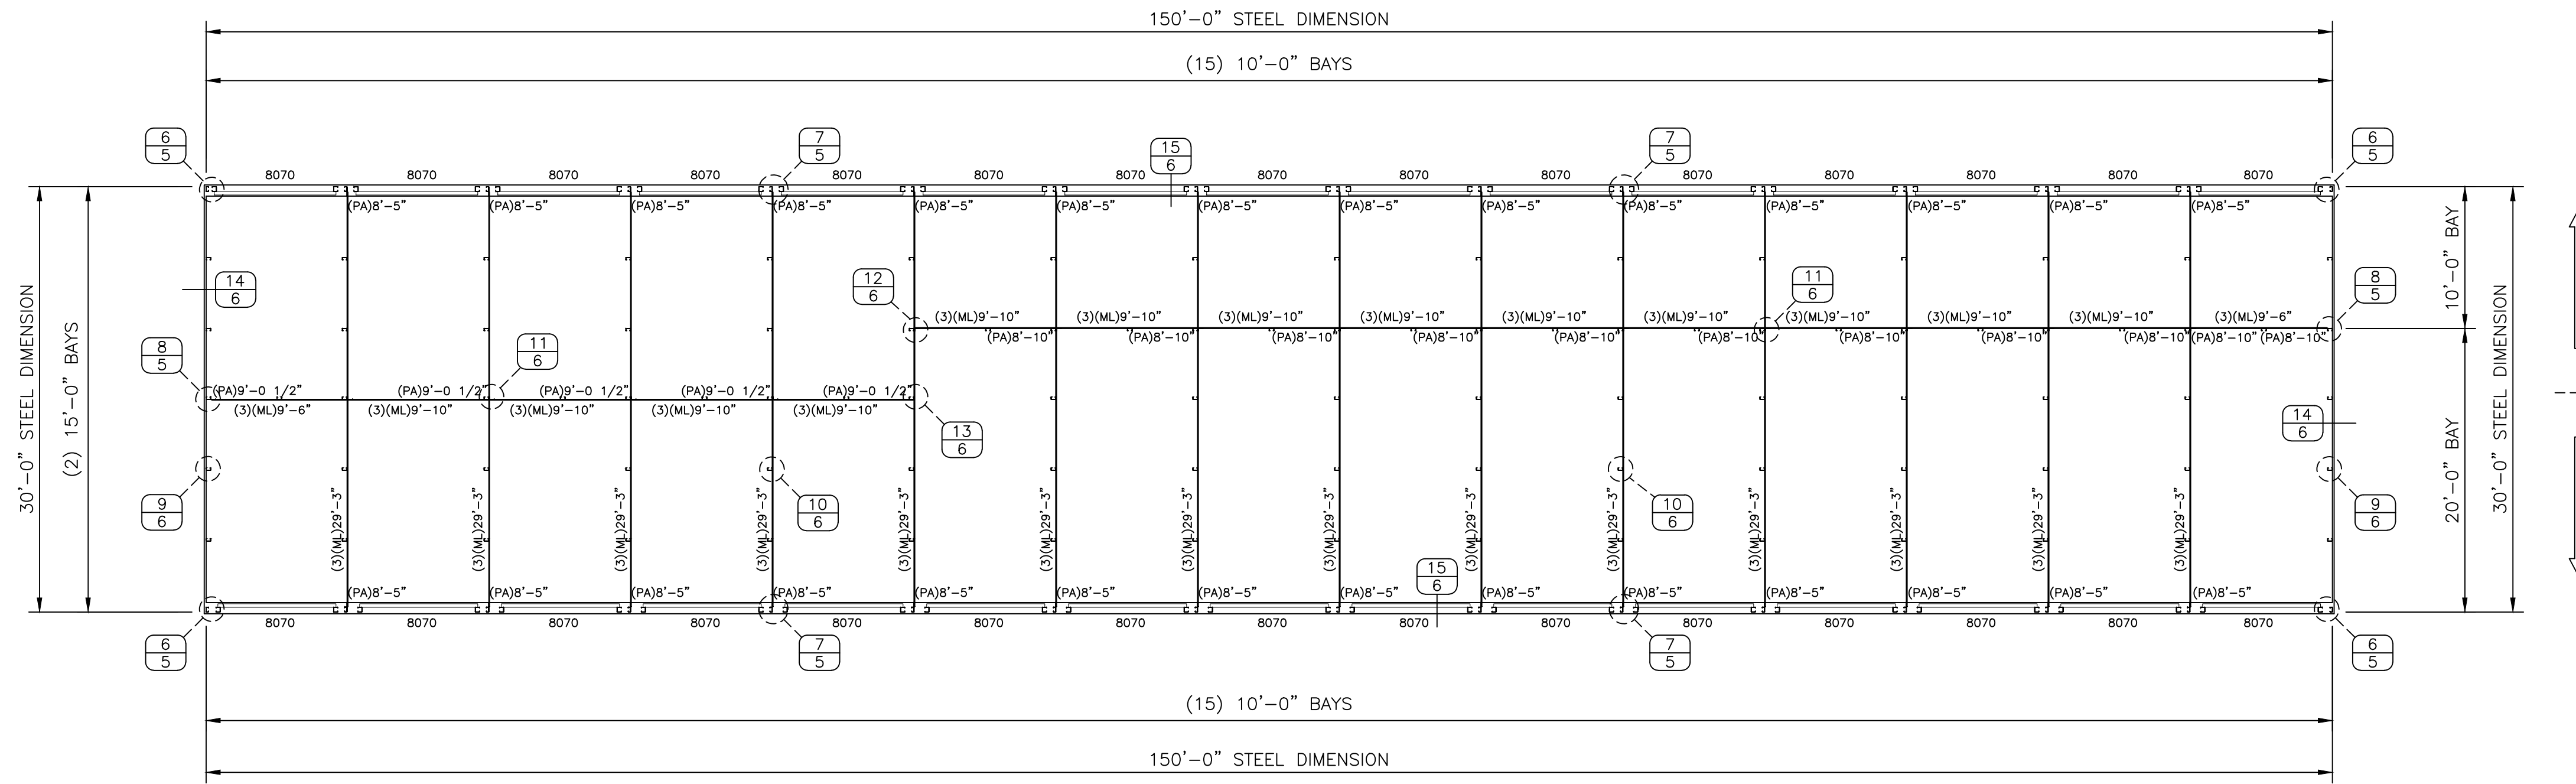 150'-0" STEEL DIMENSION
(15) 10'-0" BAYS
6
5
7
5
15
6
7
5
6
5
8070 8070 8070 8070 8070 8070 8070 8070 8070 8070 8070 8070 8070 8070 8070
(PA)8'-5" (PA)8'-5" (PA)8'-5" (PA)8'-5" (PA)8'-5" (PA)8'-5" (PA)8'-5" (PA)8'-5" (PA)8'-5" (PA)8'-5" (PA)8'-5" (PA)8'-5" (PA)8'-5" (PA)8'-5"
30'-0" STEEL DIMENSION
(2) 15'-0" BAYS
10'-0" BAY
20'-0" BAY
30'-0" STEEL DIMENSION
14
6
12
6
11
6
8
5
(3)(ML)9'-10" (3)(ML)9'-10" (3)(ML)9'-10" (3)(ML)9'-10" (3)(ML)9'-10" (3)(ML)9'-10" (3)(ML)9'-10" (3)(ML)9'-10" (3)(ML)9'-10" (3)(ML)9'-6"
(PA)8'-10" (PA)8'-10" (PA)8'-10" (PA)8'-10" (PA)8'-10" (PA)8'-10" (PA)8'-10" (PA)8'-10" (PA)8'-10" (PA)8'-10" (PA)8'-10"
8
5
11
6
(PA)9'-0 1/2" (PA)9'-0 1/2" (PA)9'-0 1/2" (PA)9'-0 1/2" (PA)9'-0 1/2"
(3)(ML)9'-6" (3)(ML)9'-10" (3)(ML)9'-10" (3)(ML)9'-10" (3)(ML)9'-10"
13
6
14
6
9
6
10
6
10
6
9
6
(3)(ML)29'-3" (3)(ML)29'-3" (3)(ML)29'-3" (3)(ML)29'-3" (3)(ML)29'-3" (3)(ML)29'-3" (3)(ML)29'-3" (3)(ML)29'-3" (3)(ML)29'-3" (3)(ML)29'-3" (3)(ML)29'-3" (3)(ML)29'-3" (3)(ML)29'-3" (3)(ML)29'-3"
15
6
(PA)8'-5" (PA)8'-5" (PA)8'-5" (PA)8'-5" (PA)8'-5" (PA)8'-5" (PA)8'-5" (PA)8'-5" (PA)8'-5" (PA)8'-5" (PA)8'-5" (PA)8'-5" (PA)8'-5" (PA)8'-5"
8070 8070 8070 8070 8070 8070 8070 8070 8070 8070 8070 8070 8070 8070 8070
6
5
7
5
7
5
6
5
(15) 10'-0" BAYS
150'-0" STEEL DIMENSION